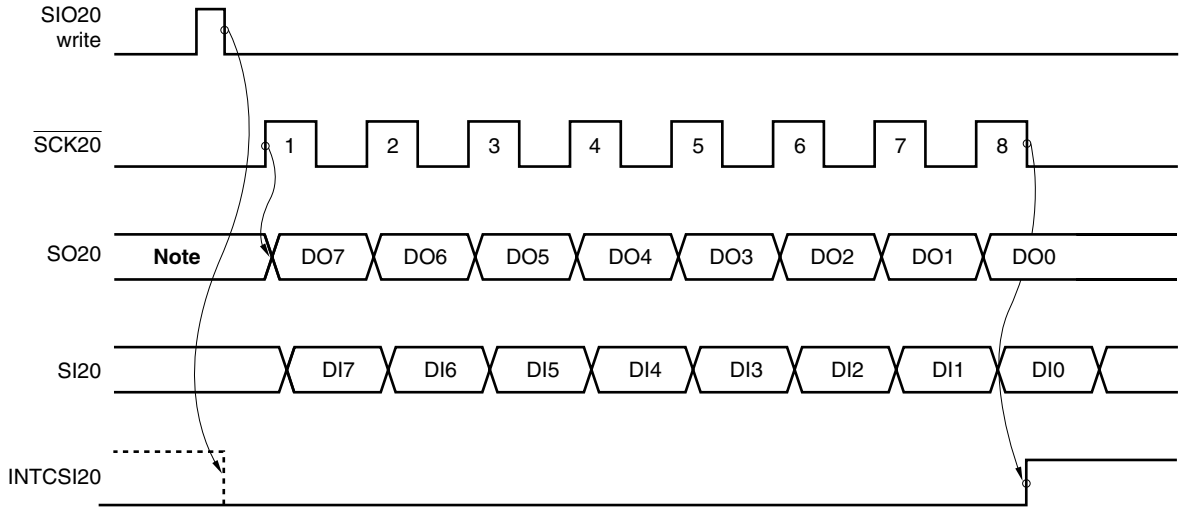 SIO20
write
SCK20
1 2 3 4 5 6 7 8
SO20
Note DO7 DO6 DO5 DO4 DO3 DO2 DO1 DO0
SI20
DI7 DI6 DI5 DI4 DI3 DI2 DI1 DI0
INTCSI20